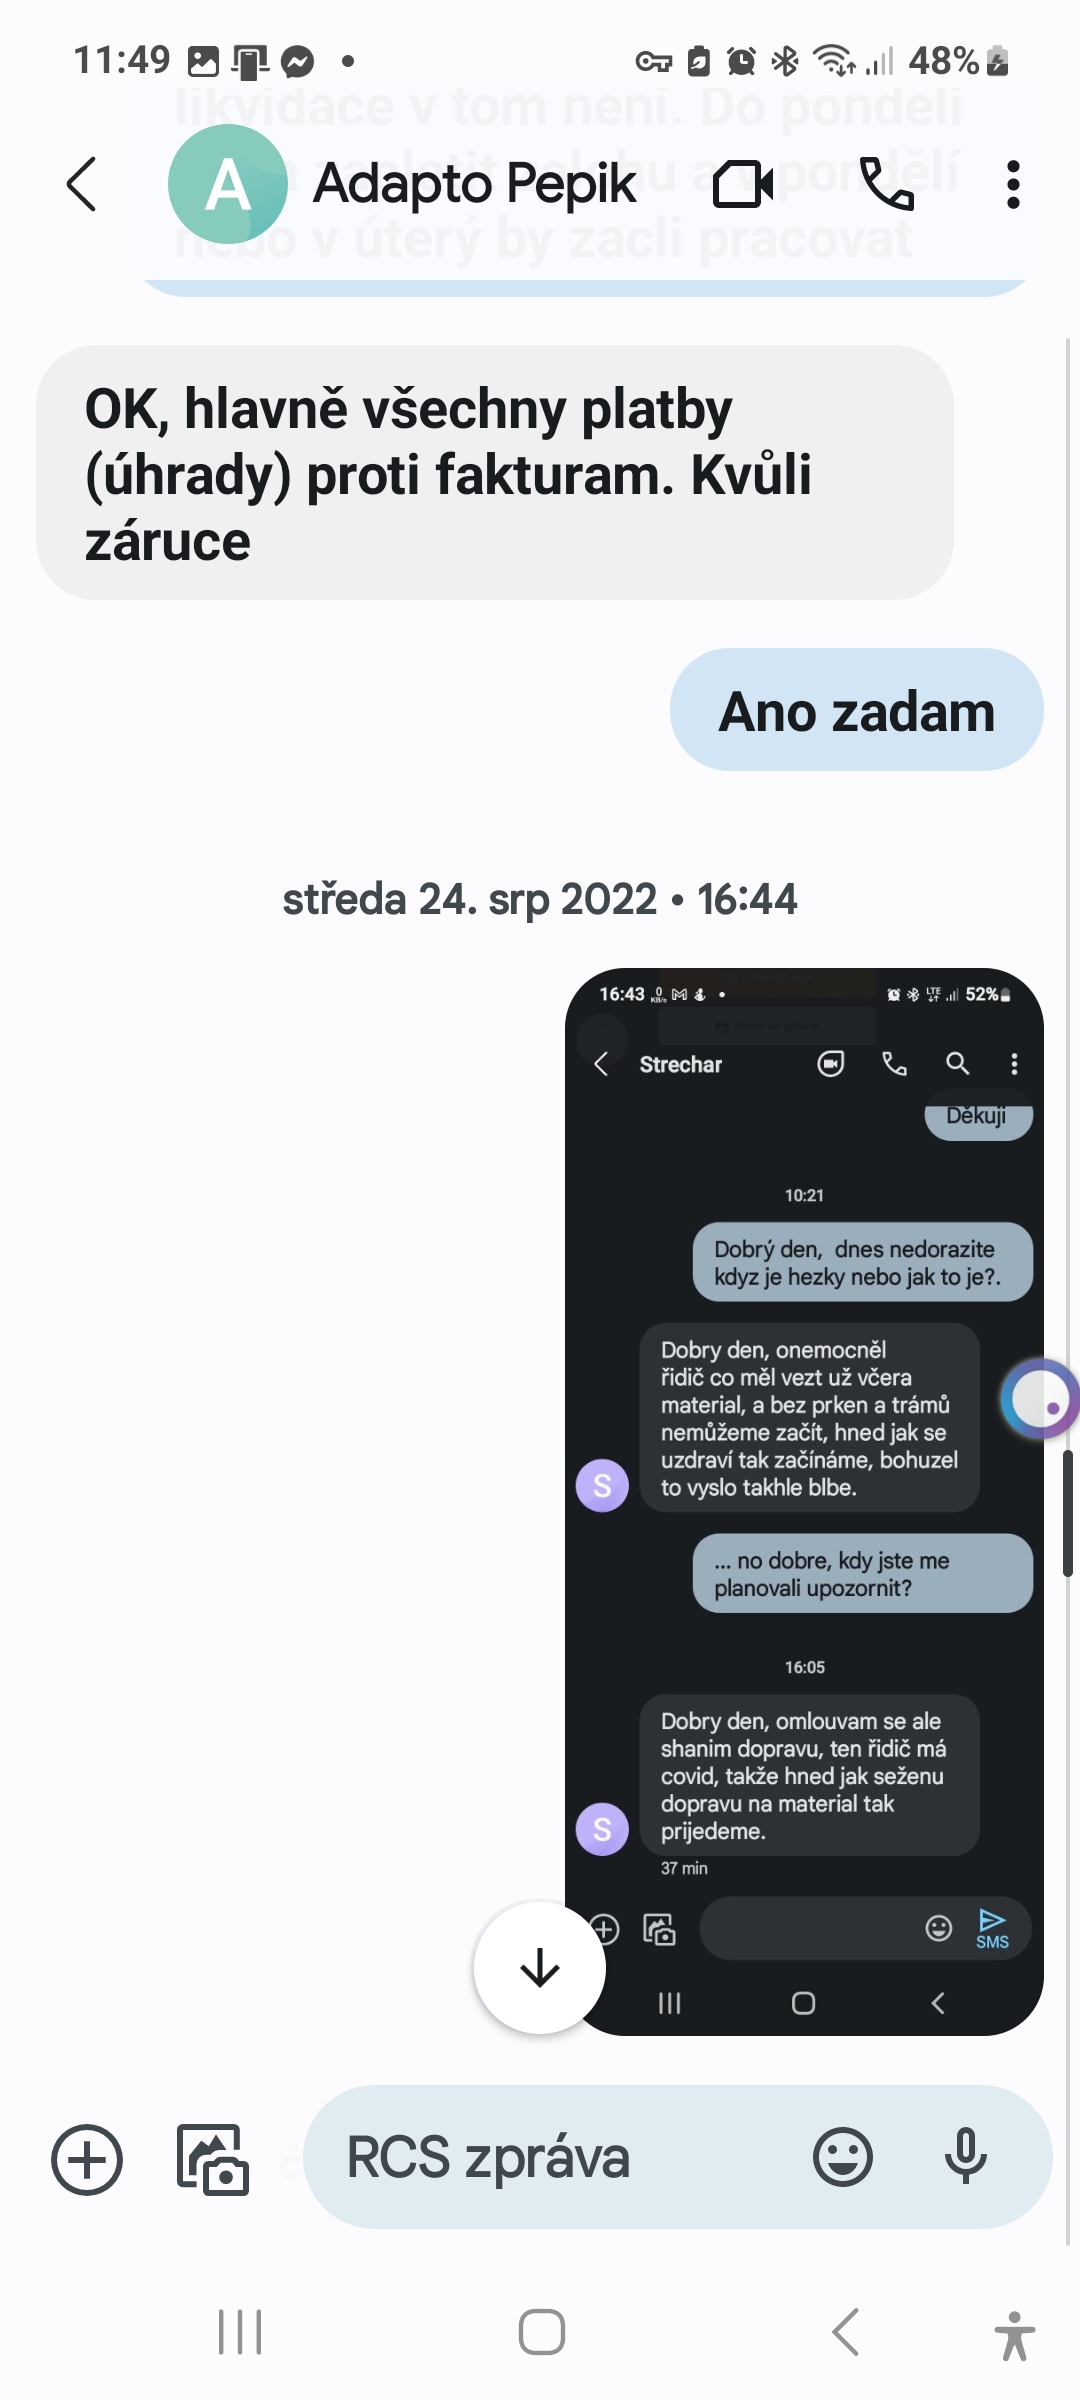 11:49
48%
likvidace v tom není. Do pondělí
nebo v úterý by zacli pracovat
A
Adapto Pepik
OK, hlavně všechny platby
(úhrady) proti fakturam. Kvůli
záruce
Ano zadam
středa 24. srp 2022 • 16:44
16:43
0
KB/s
LTE
52%
Strechar
Děkuji
10:21
Dobrý den,  dnes nedorazite
kdyz je hezky nebo jak to je?.
Dobry den, onemocněl
řidič co měl vezt už včera
material, a bez prken a trámů
nemůžeme začít, hned jak se
uzdraví tak začínáme, bohuzel
to vyslo takhle blbe.
S
... no dobre, kdy jste me
planovali upozornit?
16:05
Dobry den, omlouvam se ale
shanim dopravu, ten řidič má
covid, takže hned jak seženu
dopravu na material tak
prijedeme.
S
37 min
SMS
RCS zpráva